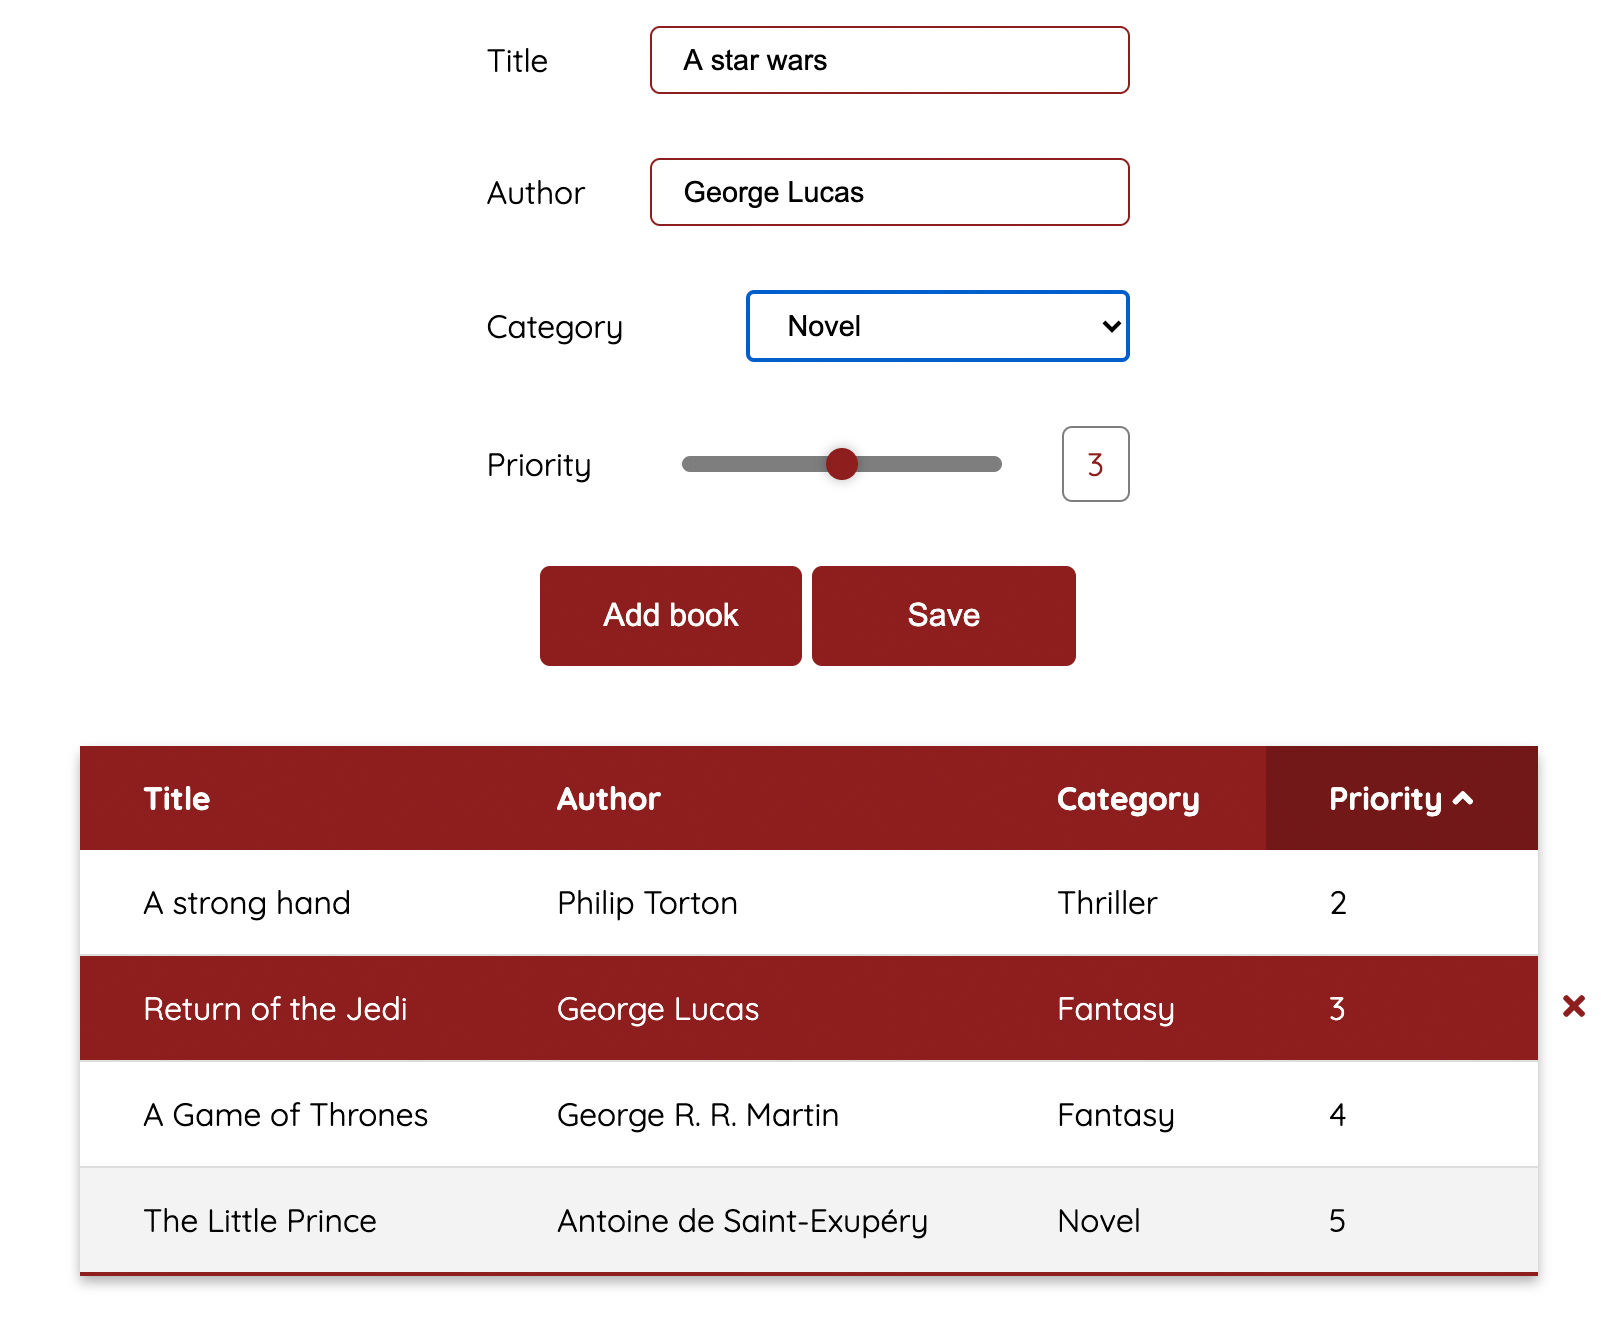 Title A star wars
Author George Lucas
Category Novel
Priority 3
Add book Save
Title Author Category Priority
A strong hand Philip Torton Thriller 2
Return of the Jedi George Lucas Fantasy 3
A Game of Thrones George R. R. Martin Fantasy 4
The Little Prince Antoine de Saint-Exupéry Novel 5